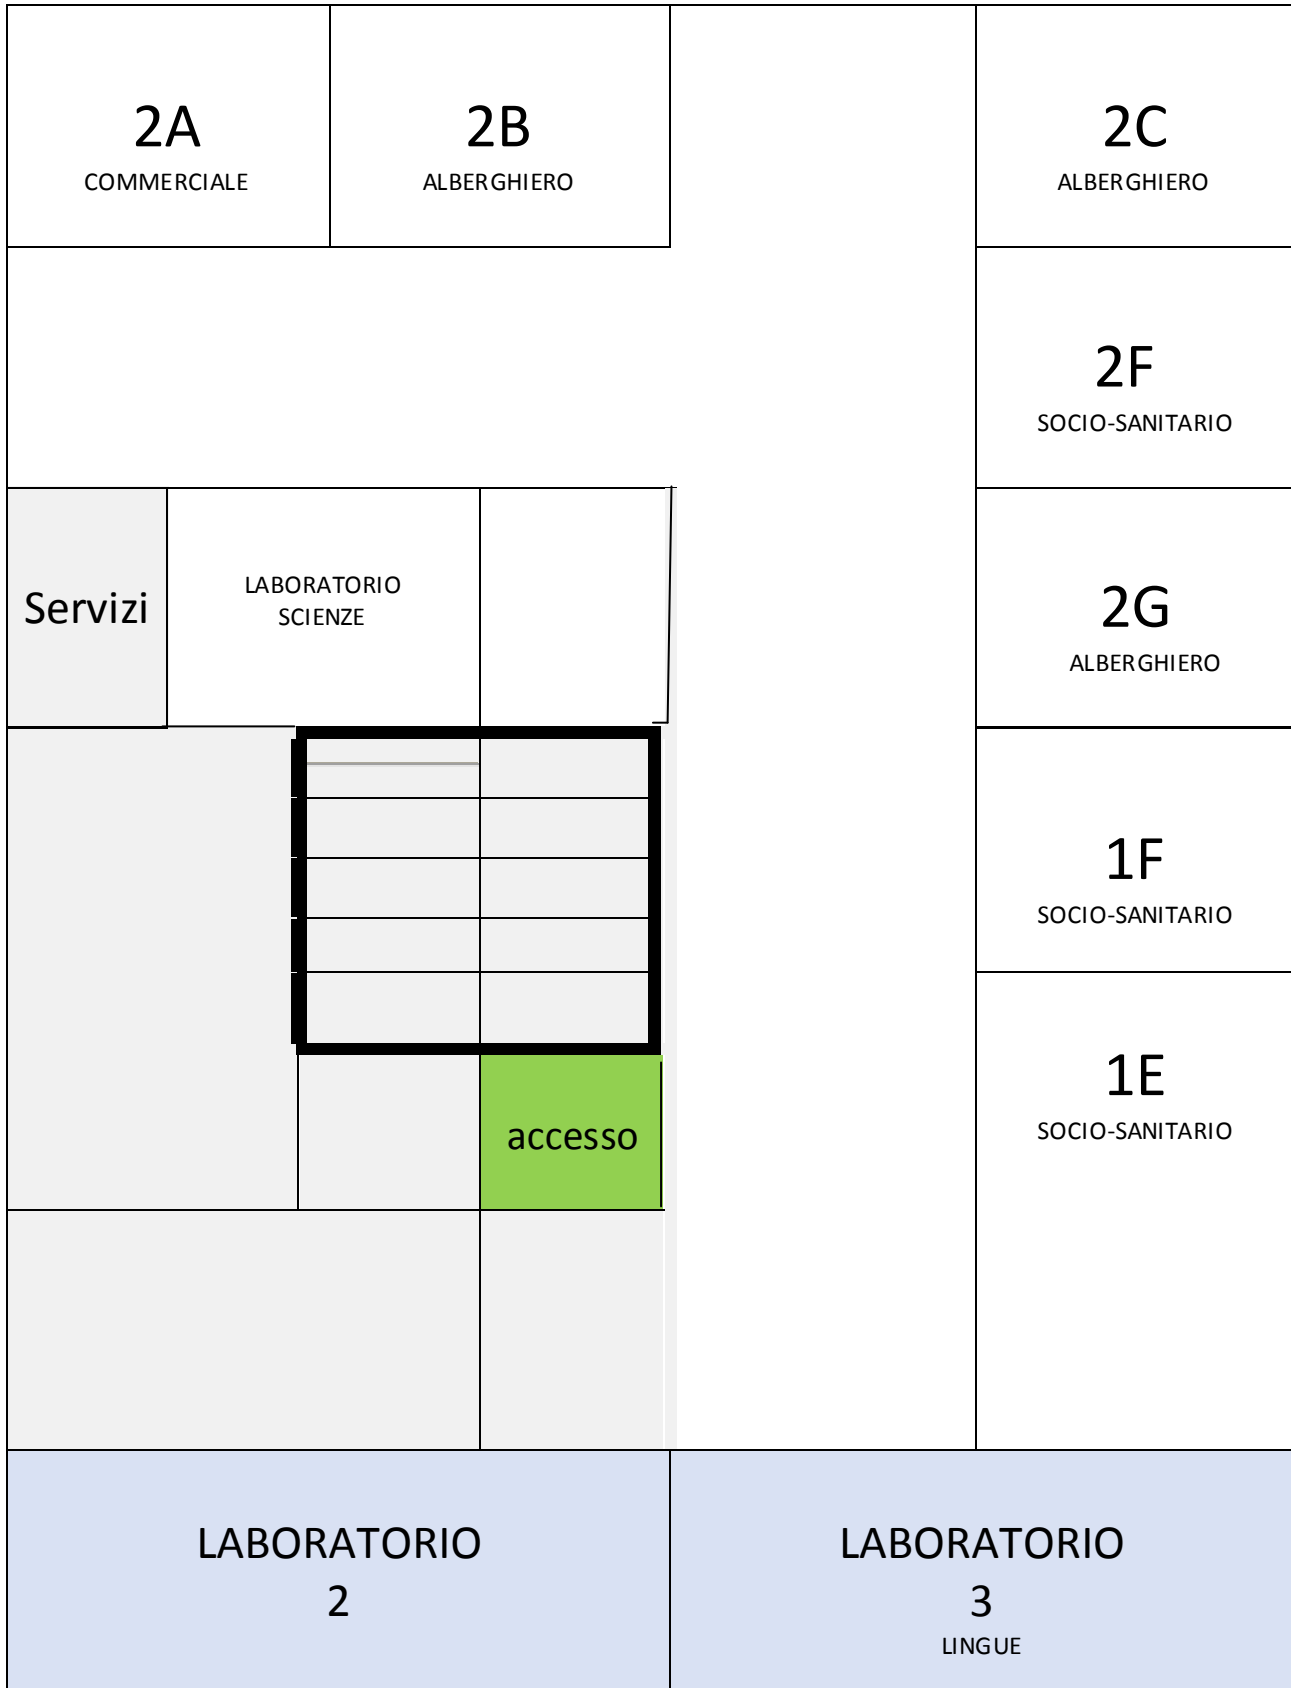 2A
COMMERCIALE
2B
ALBERGHIERO
2C
ALBERGHIERO
2F
SOCIO-SANITARIO
Servizi
LABORATORIO
SCIENZE
2G
ALBERGHIERO
1F
SOCIO-SANITARIO
1E
SOCIO-SANITARIO
accesso
LABORATORIO
2
LABORATORIO
3
LINGUE